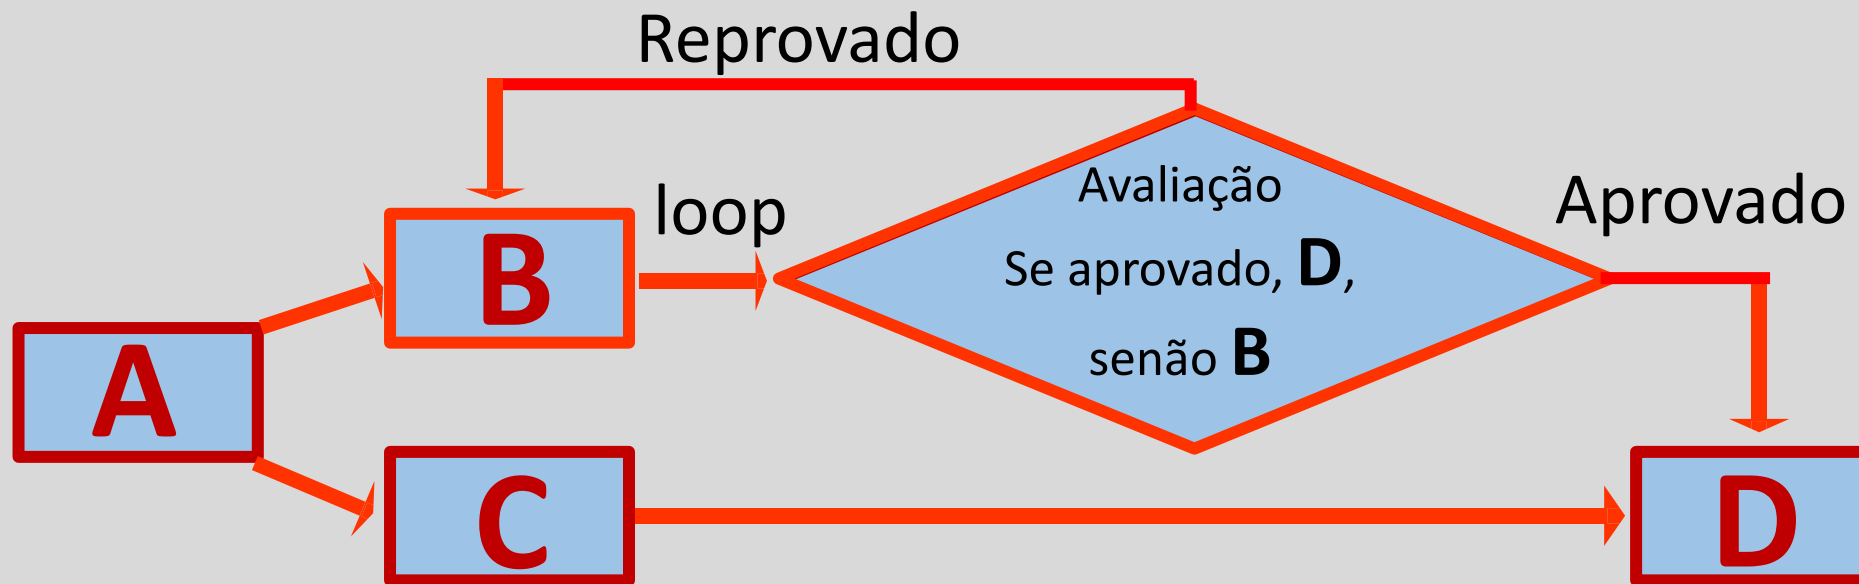 Reprovado
loop
Avaliação
Se aprovado, D,
senão B
Aprovado
B
A
C
D